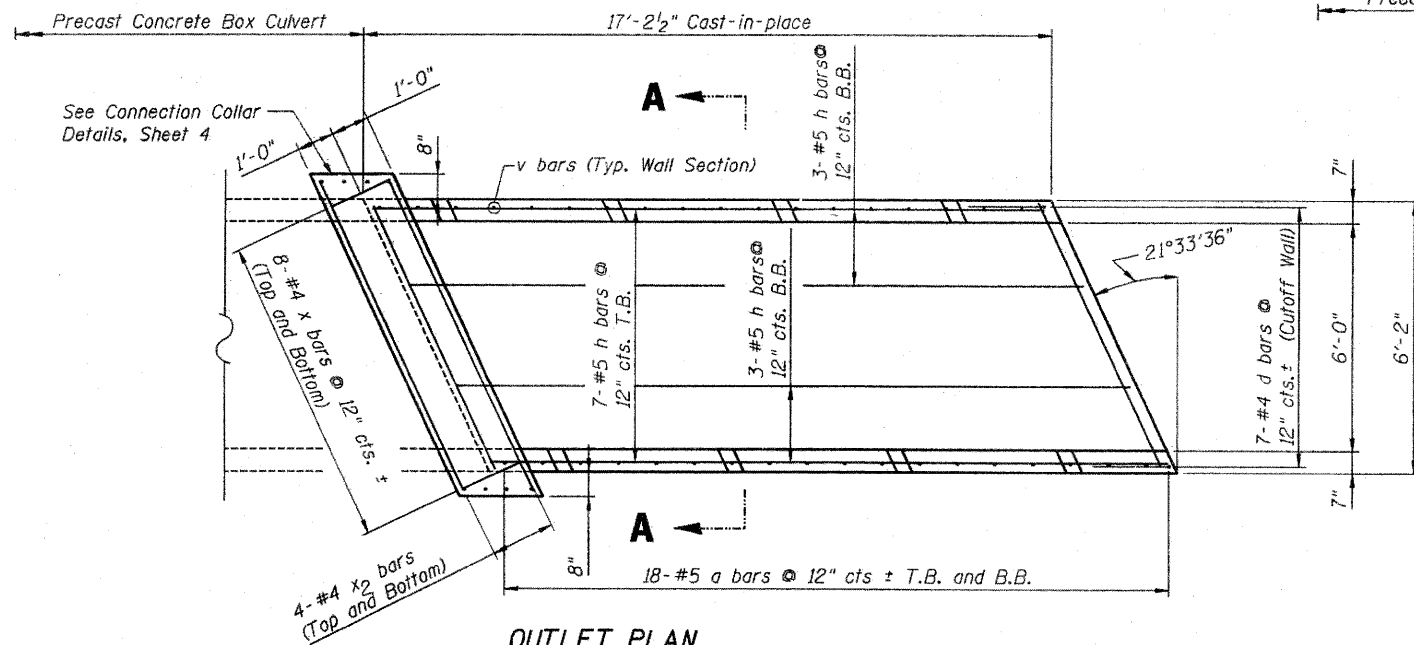 Precast Concrete Box Culvert
17'-2½" Cast-in-place
See Connection Collar
Details, Sheet 4
1'-0"
1'-0"
8"
A
v bars (Typ. Wall Section)
3- #5 h bars @
12" cts. B.B.
7"
21°33'36"
8- #4 x bars @ 12" cts. ±
(Top and Bottom)
7- #5 h bars @
12" cts. T.B.
3- #5 h bars @
12" cts. B.B.
7- #4 d bars @
12" cts.± (Cutoff Wall)
6'-0"
6'-2"
7"
A
8"
4- #4 x2 bars
(Top and Bottom)
18- #5 a bars @ 12" cts ± T.B. and B.B.
OUTLET PLAN